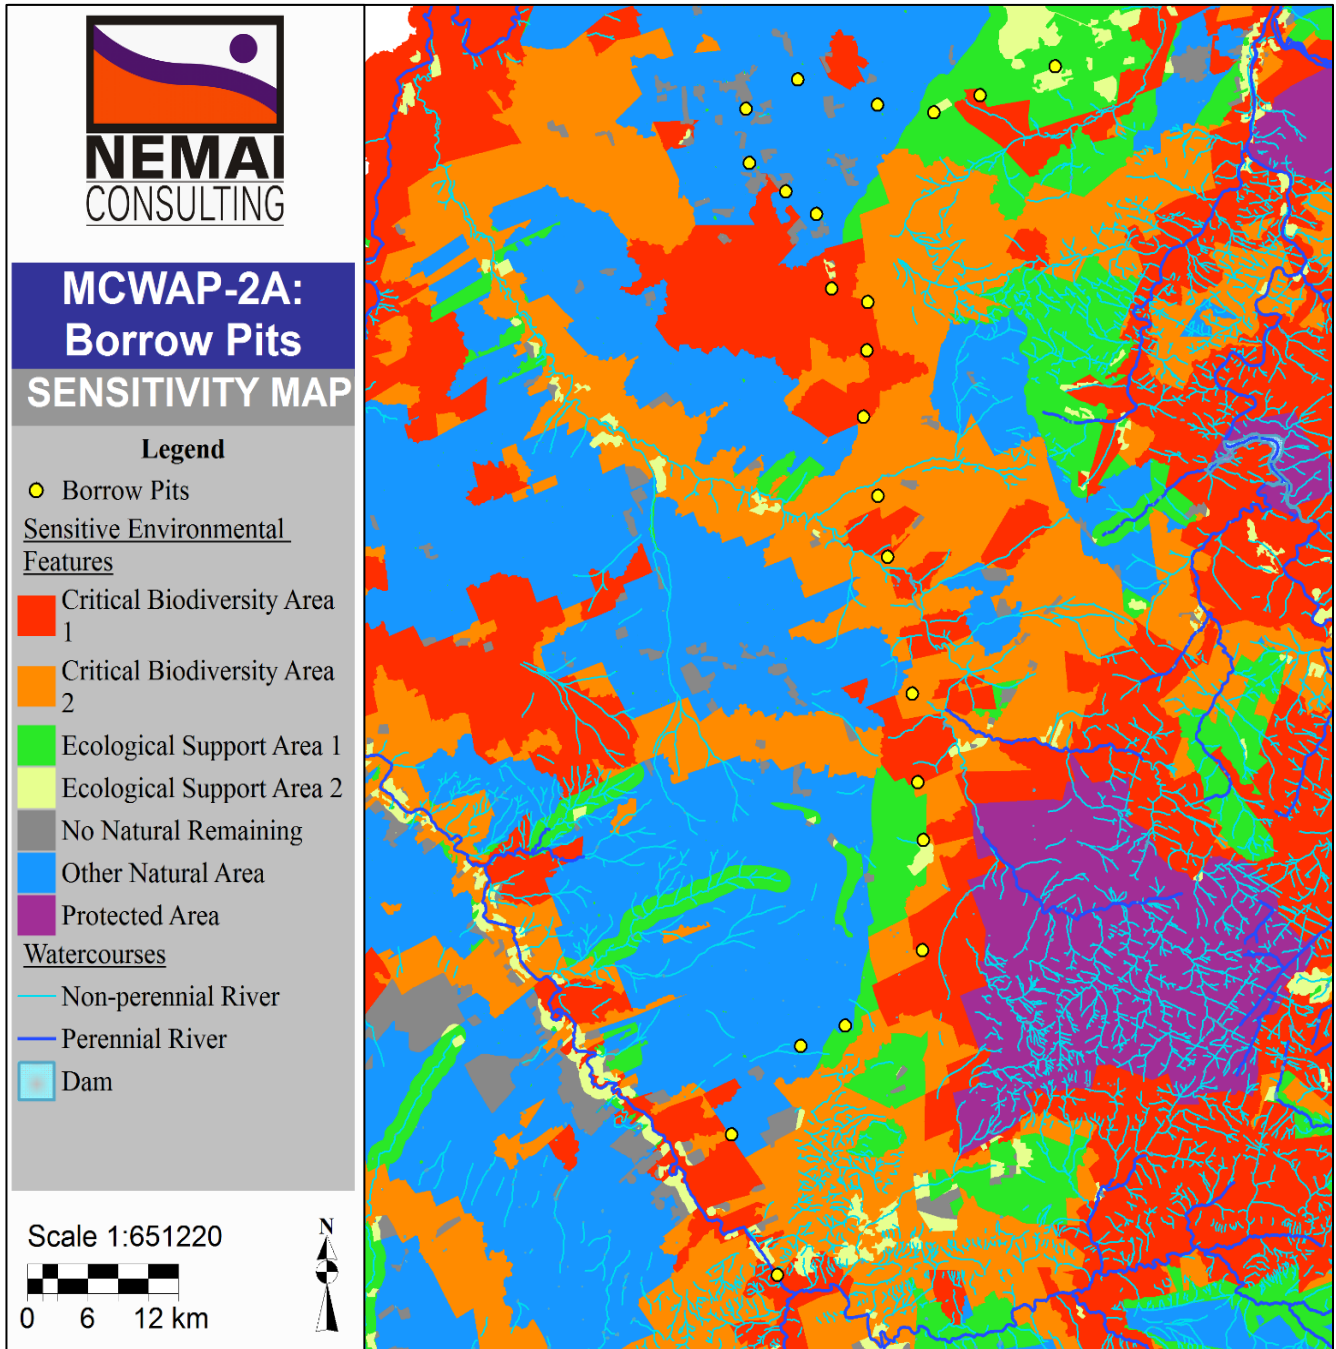 NEMAI
CONSULTING
MCWAP-2A:
Borrow Pits
SENSITIVITY MAP
Legend
Borrow Pits
Sensitive Environmental
Features
Critical Biodiversity Area
1
Critical Biodiversity Area
2
Ecological Support Area 1
Ecological Support Area 2
No Natural Remaining
Other Natural Area
Protected Area
Watercourses
Non-perennial River
Perennial River
Dam
Scale 1:651220
N
0 6 12 km